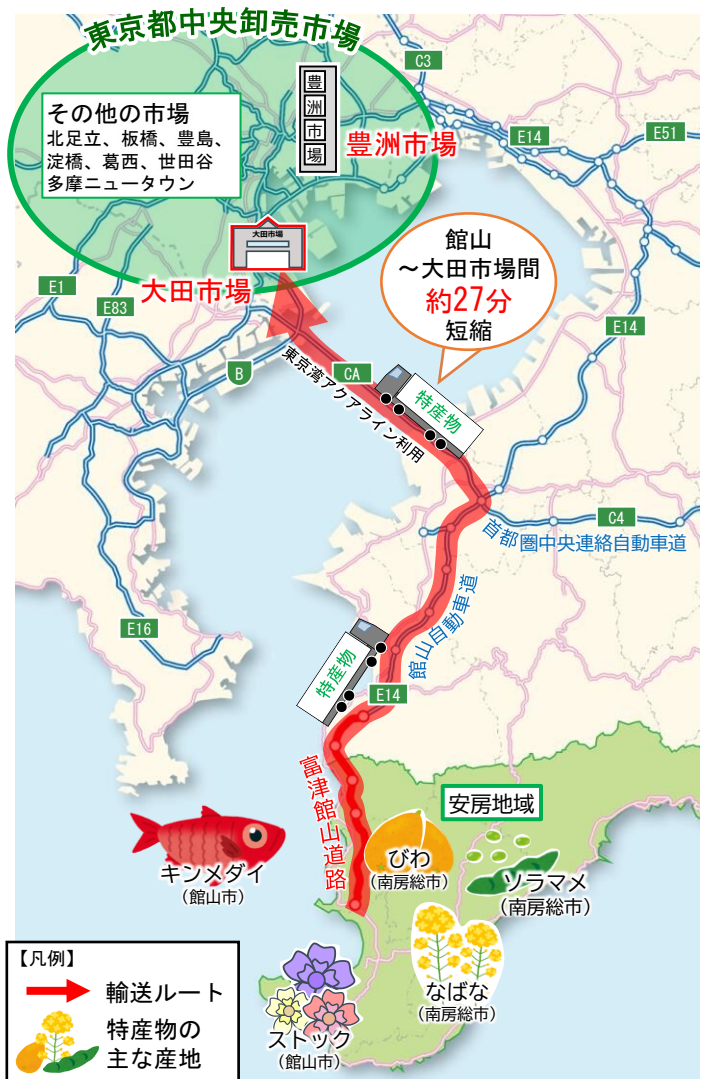 東京都中央卸売市場
C3
その他の市場
北足立、板橋、豊島、
淀橋、葛西、世田谷
多摩ニュータウン
豊洲市場
豊洲市場
E14
E51
大田市場
大田市場
館山
～大田市場間
約27分
短縮
E1
E83
B
E14
CA
東京湾アクアライン利用
特産物
C4
首都圏中央連絡自動車道
館山自動車道
E16
特産物
E14
富津館山道路
安房地域
キンメダイ
(館山市)
びわ
(南房総市)
ソラマメ
(南房総市)
なばな
(南房総市)
ストック
(館山市)
【凡例】
輸送ルート
特産物の
主な産地